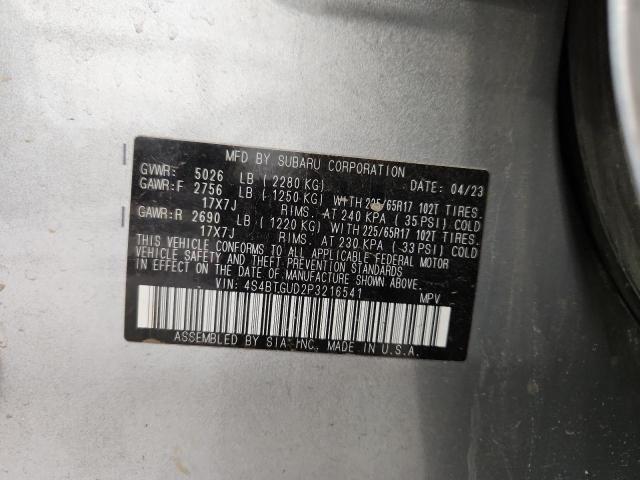 MFD BY SUBARU CORPORATION
GVWR: 5026 LB (2280 KG) DATE: 04/23
GAWR:F 2756 LB (1250 KG) WITH 225/65R17 102T TIRES.
17X7J RIMS. AT 240 KPA (35 PSI) COLD
GAWR:R 2690 LB (1220 KG) WITH 225/65R17 102T TIRES.
17X7J RIMS. AT 230 KPA (33 PSI) COLD
THIS VEHICLE CONFORMS TO ALL APPLICABLE FEDERAL MOTOR
VEHICLE SAFETY AND THEFT PREVENTION STANDARDS
IN EFFECT ON THE DATE OF MANUFACTURE SHOWN ABOVE.
VIN: 4S4BTGUD2P3216541 MPV
ASSEMBLED BY SIA INC. MADE IN U.S.A.